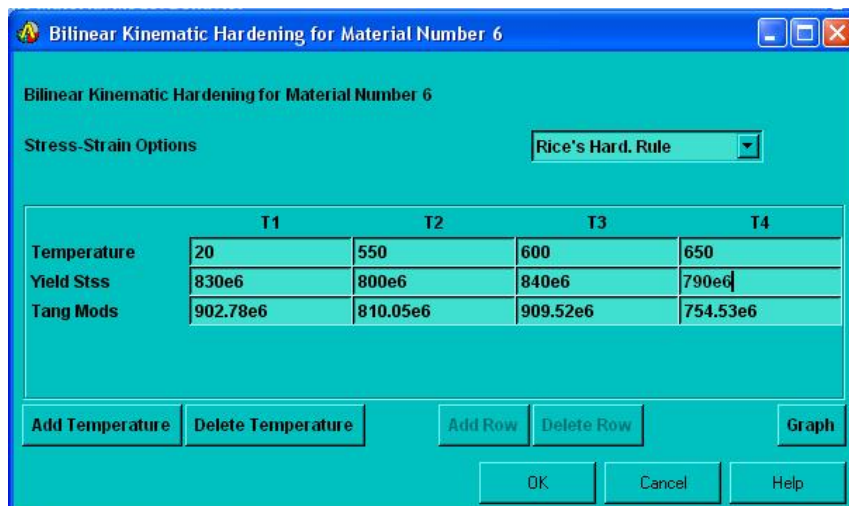 Bilinear Kinematic Hardening for Material Number 6
Bilinear Kinematic Hardening for Material Number 6
Stress-Strain Options Rice's Hard. Rule
T1 T2 T3 T4
Temperature 20 550 600 650
Yield Stss 830e6 800e6 840e6 790e6
Tang Mods 902.78e6 810.05e6 909.52e6 754.53e6
Add Temperature Delete Temperature Add Row Delete Row Graph
OK Cancel Help